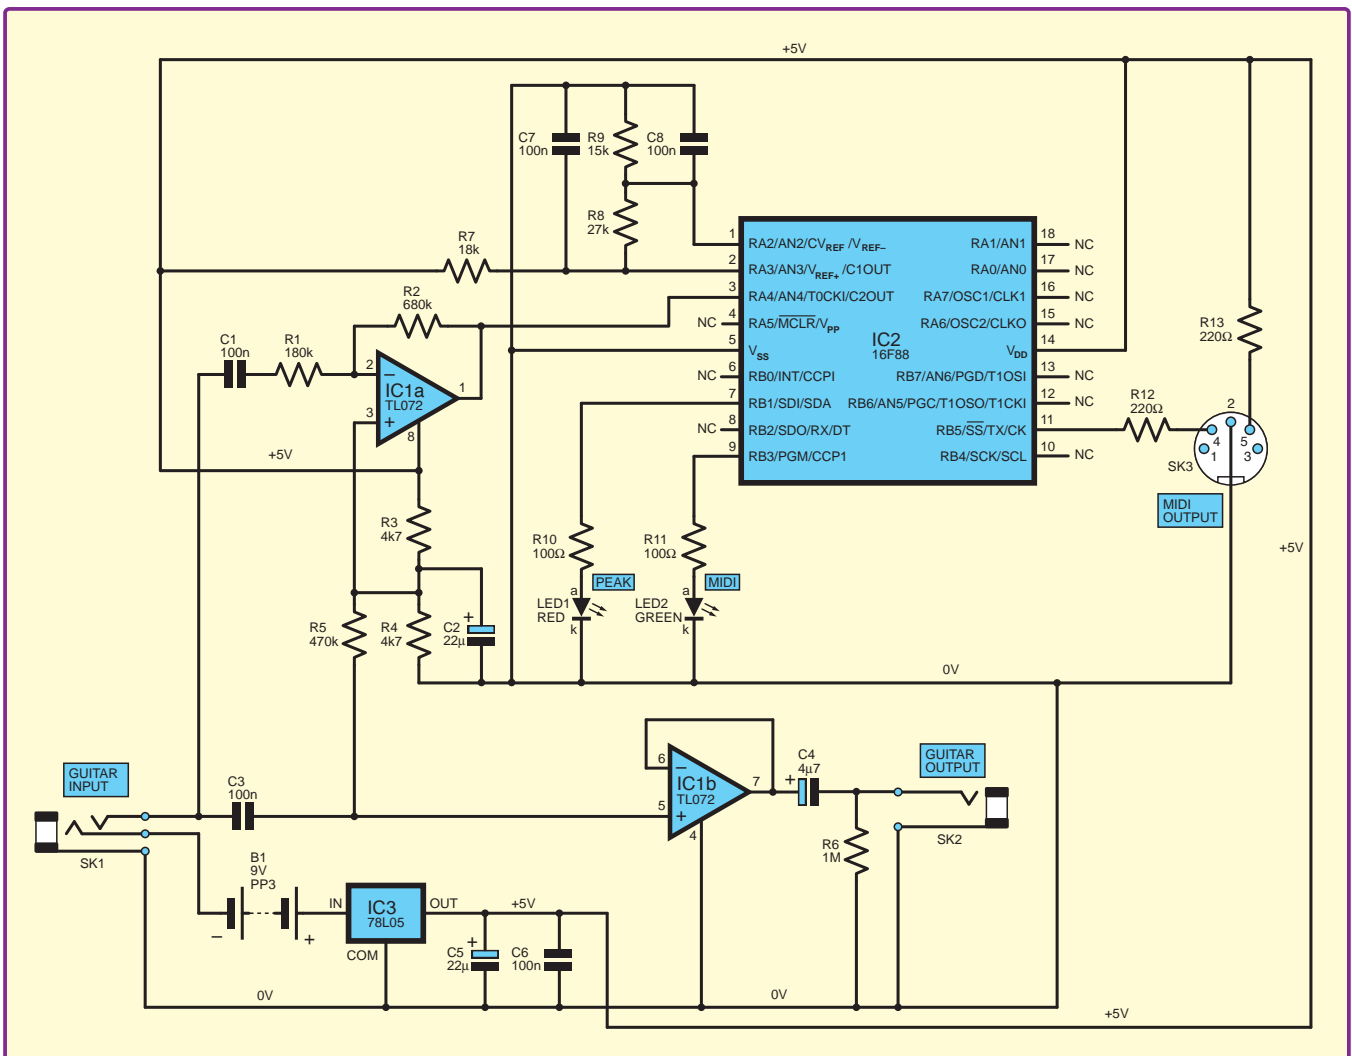 +5V
C7
100n
R9
15k
C8
100n
R8
27k
R7
18k
R2
680k
C1
100n
R1
180k
2
−
IC1a
TL072
1
3
+
8
+5V
1
RA2/AN2/CVREF /VREF–
2
RA3/AN3/VREF+ /C1OUT
3
RA4/AN4/T0CKI/C2OUT
NC
4
RA5/MCLR/VPP
5
VSS
NC
6
RB0/INT/CCPI
7
RB1/SDI/SDA
NC
8
RB2/SDO/RX/DT
9
RB3/PGM/CCP1
IC2
16F88
RA1/AN1
18
NC
RA0/AN0
17
NC
RA7/OSC1/CLK1
16
NC
RA6/OSC2/CLKO
15
NC
VDD
14
RB7/AN6/PGD/T1OSI
13
NC
RB6/AN5/PGC/T1OSO/T1CKI
12
NC
RB5/SS/TX/CK
11
RB4/SCK/SCL
10
NC
R13
220Ω
R12
220Ω
2
4
5
1
3
SK3
MIDI
OUTPUT
+5V
R3
4k7
R5
470k
R4
4k7
+
C2
22µ
R10
100Ω
R11
100Ω
a
PEAK
LED1
RED
k
a
MIDI
LED2
GREEN
k
0V
GUITAR
INPUT
SK1
C3
100n
6
−
IC1b
TL072
7
5
+
4
C4
4µ7
+
GUITAR
OUTPUT
SK2
R6
1M
B1
9V
PP3
−
+
IN
IC3
78L05
OUT
COM
+5V
+
C5
22µ
C6
100n
0V
0V
+5V